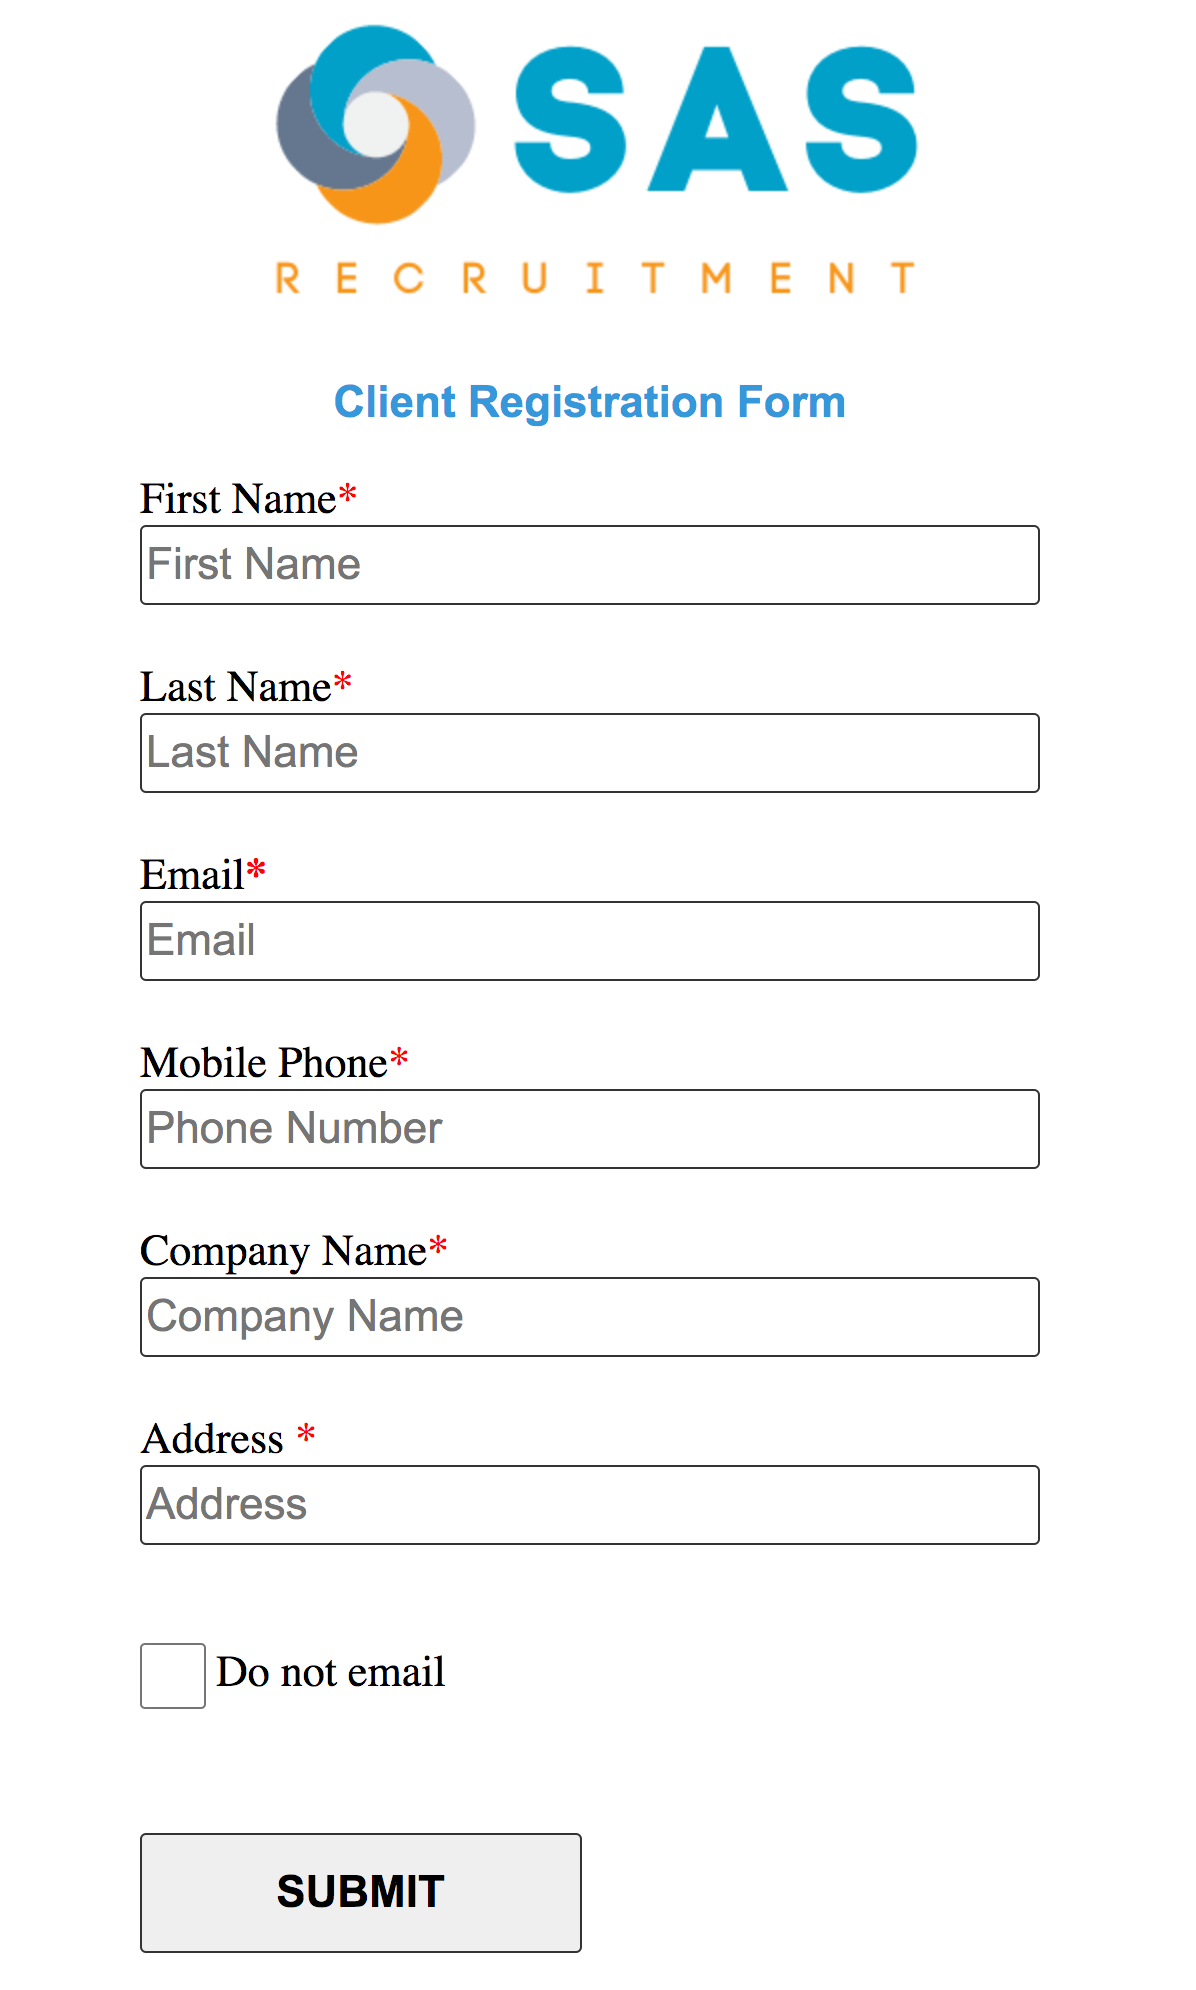 SAS
RECRUITMENT
Client Registration Form
First Name*
First Name
Last Name*
Last Name
Email*
Email
Mobile Phone*
Phone Number
Company Name*
Company Name
Address *
Address
Do not email
SUBMIT